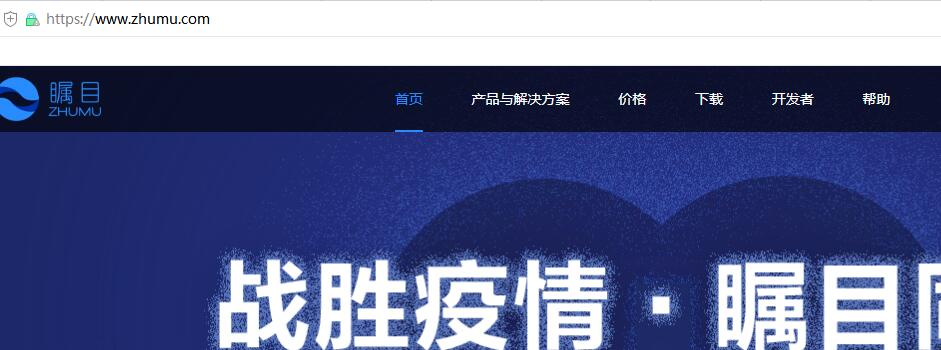 https://www.zhumu.com
瞩目
ZHUMU
首页 产品与解决方案 价格 下载 开发者 帮助
战胜疫情·瞩目